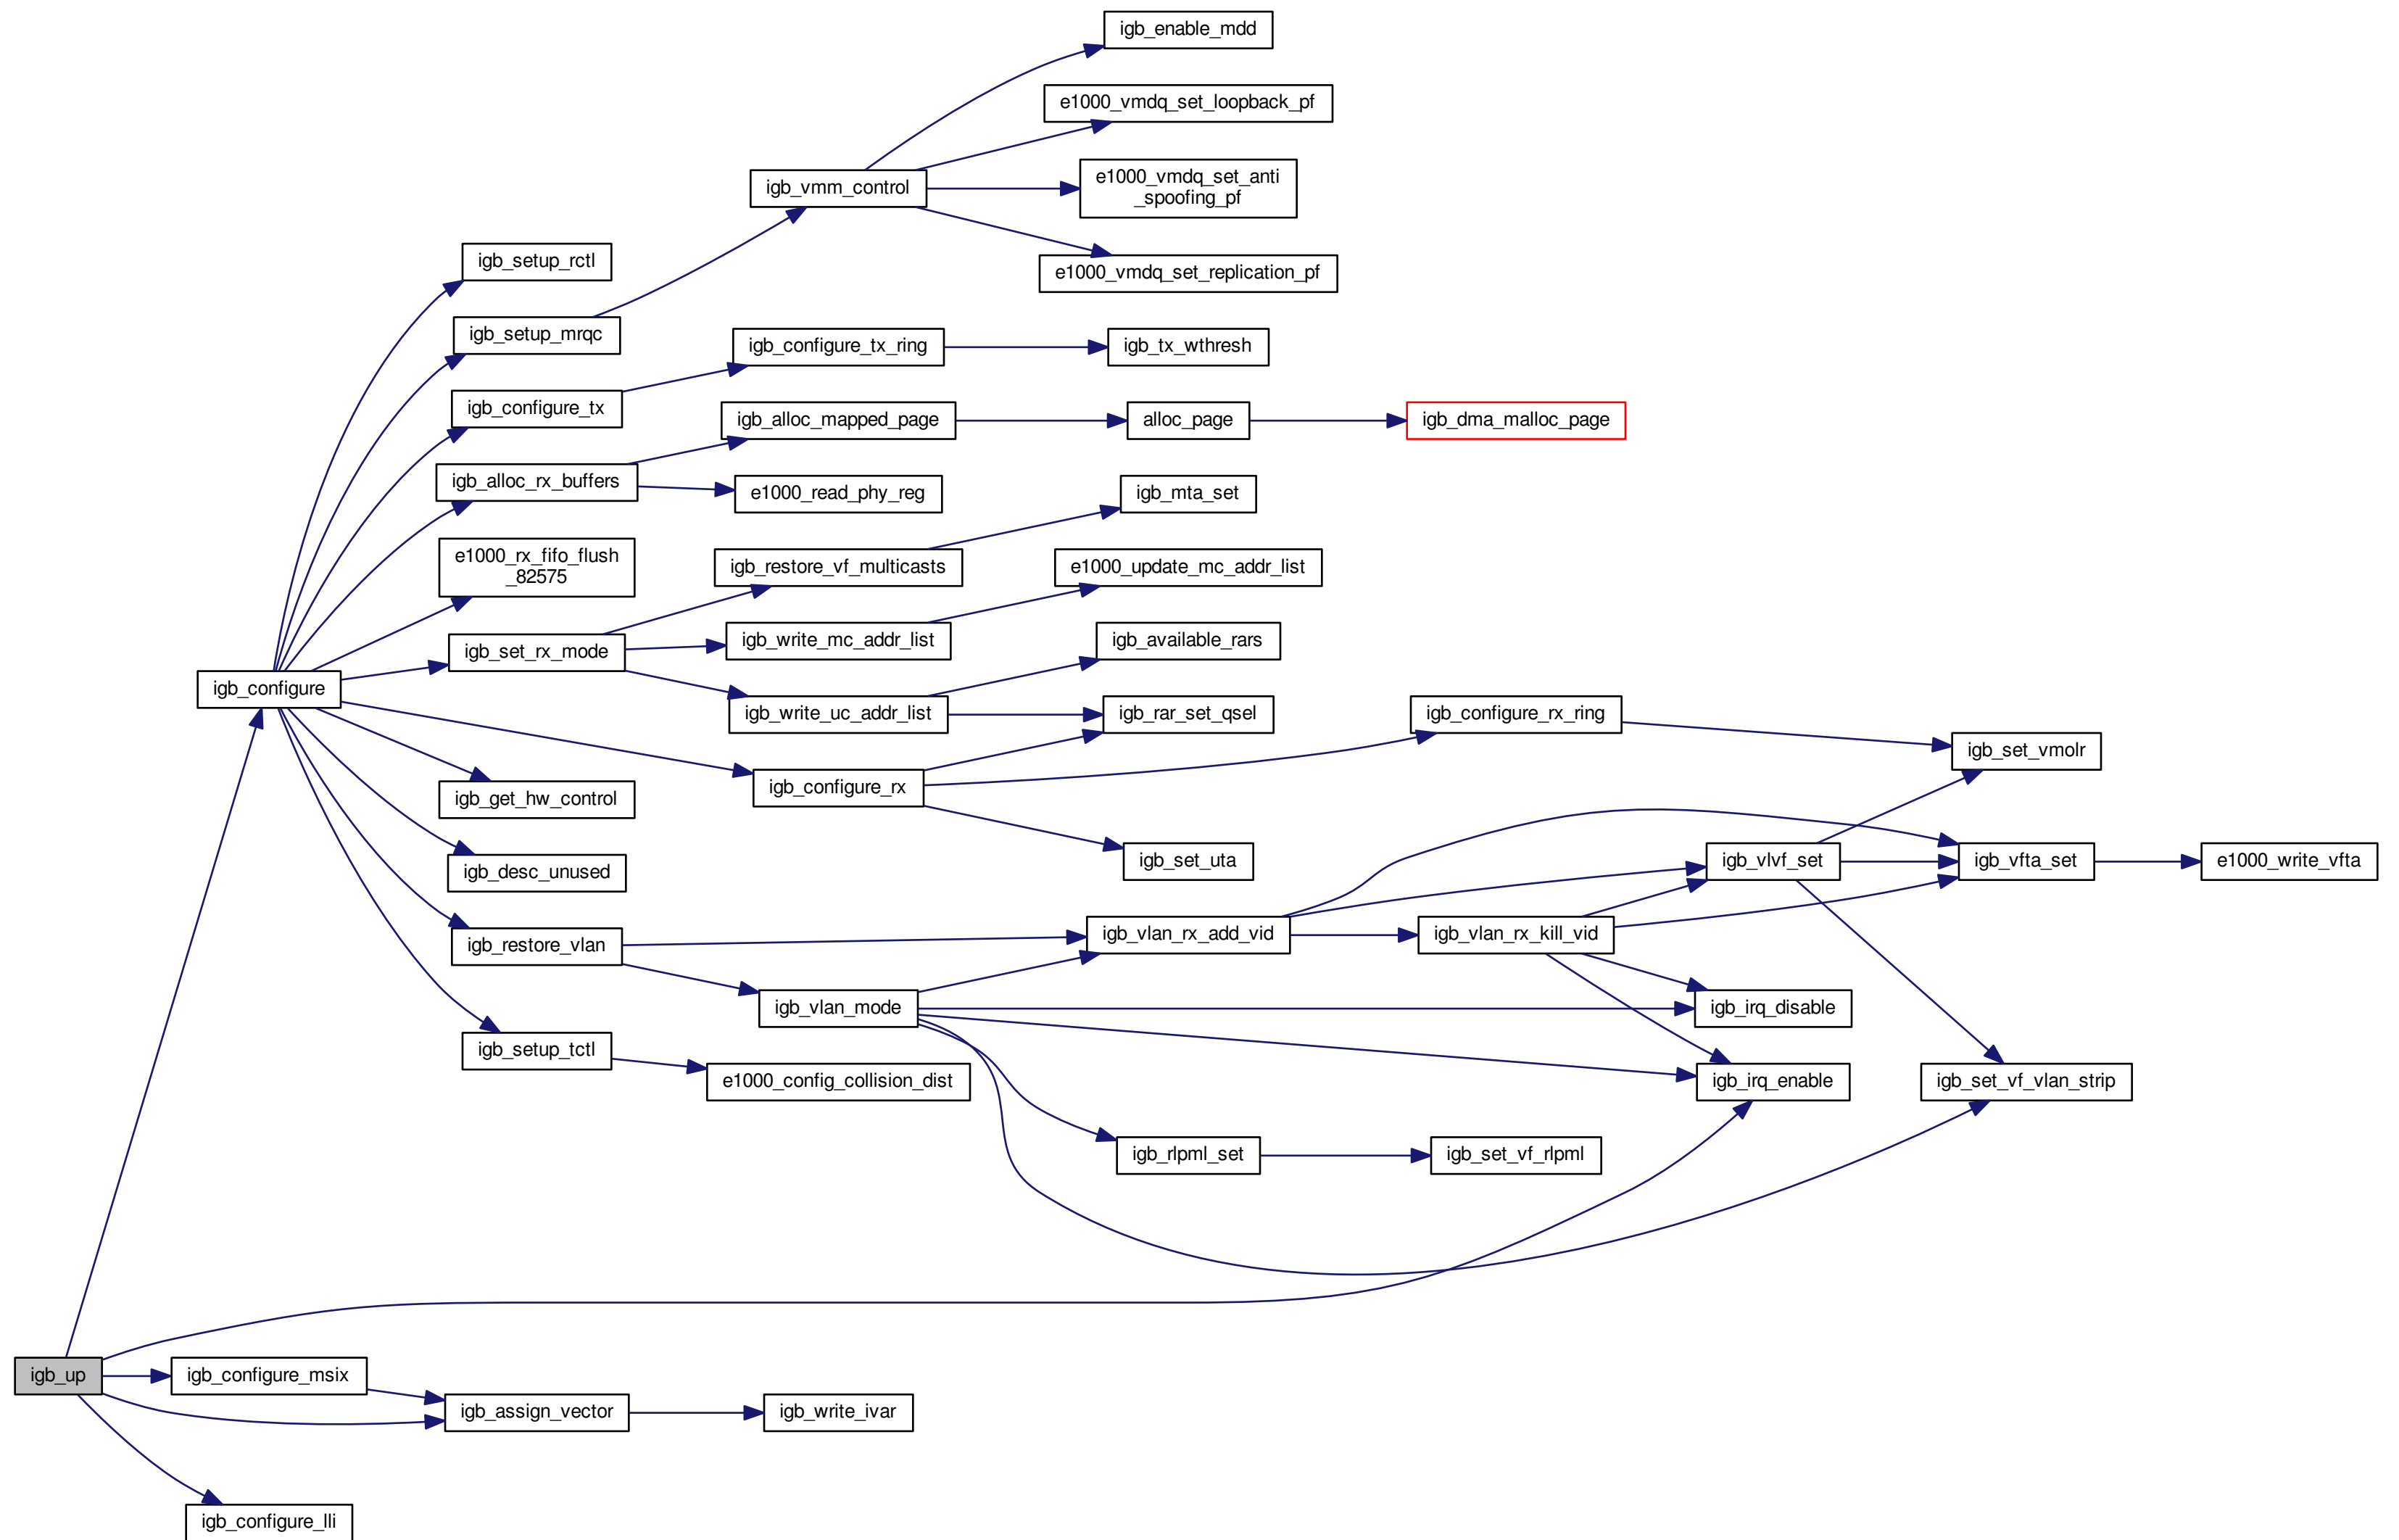 igb_enable_mdd
e1000_vmdq_set_loopback_pf
igb_vmm_control
e1000_vmdq_set_anti
_spoofing_pf
igb_setup_rctl
e1000_vmdq_set_replication_pf
igb_setup_mrqc
igb_configure_tx_ring
igb_tx_wthresh
igb_configure_tx
igb_alloc_mapped_page
alloc_page
igb_dma_malloc_page
igb_alloc_rx_buffers
e1000_read_phy_reg
igb_mta_set
e1000_rx_fifo_flush
_82575
igb_restore_vf_multicasts
e1000_update_mc_addr_list
igb_set_rx_mode
igb_write_mc_addr_list
igb_available_rars
igb_configure
igb_write_uc_addr_list
igb_rar_set_qsel
igb_configure_rx_ring
igb_set_vmolr
igb_configure_rx
igb_get_hw_control
igb_set_uta
igb_vlvf_set
igb_vfta_set
e1000_write_vfta
igb_desc_unused
igb_restore_vlan
igb_vlan_rx_add_vid
igb_vlan_rx_kill_vid
igb_vlan_mode
igb_irq_disable
igb_setup_tctl
e1000_config_collision_dist
igb_irq_enable
igb_set_vf_vlan_strip
igb_rlpml_set
igb_set_vf_rlpml
igb_up
igb_configure_msix
igb_assign_vector
igb_write_ivar
igb_configure_lli